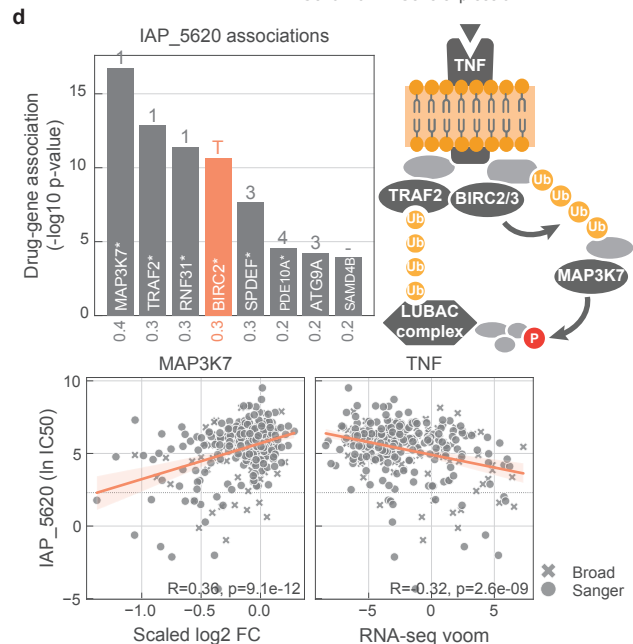 d
IAP_5620 associations
Drug-gene association
(-log10 p-value)
15
10
5
0
1
1
1
T
3
4
3
-
MAP3K7*
TRAF2*
RNF31*
BIRC2*
SPDEF*
PDE10A*
ATG9A
SAMD4B
0.4
0.3
0.3
0.3
0.3
0.2
0.2
0.2
TNF
TRAF2
BIRC2/3
Ub
Ub
Ub
Ub
Ub
Ub
Ub
MAP3K7
LUBAC
complex
P
MAP3K7
TNF
IAP_5620 (ln IC50)
10
5
0
−5
R=0.36, p=9.1e-12
R=-0.32, p=2.6e-09
−1.0
−0.5
0.0
−5
0
5
Scaled log2 FC
RNA-seq voom
Broad
Sanger